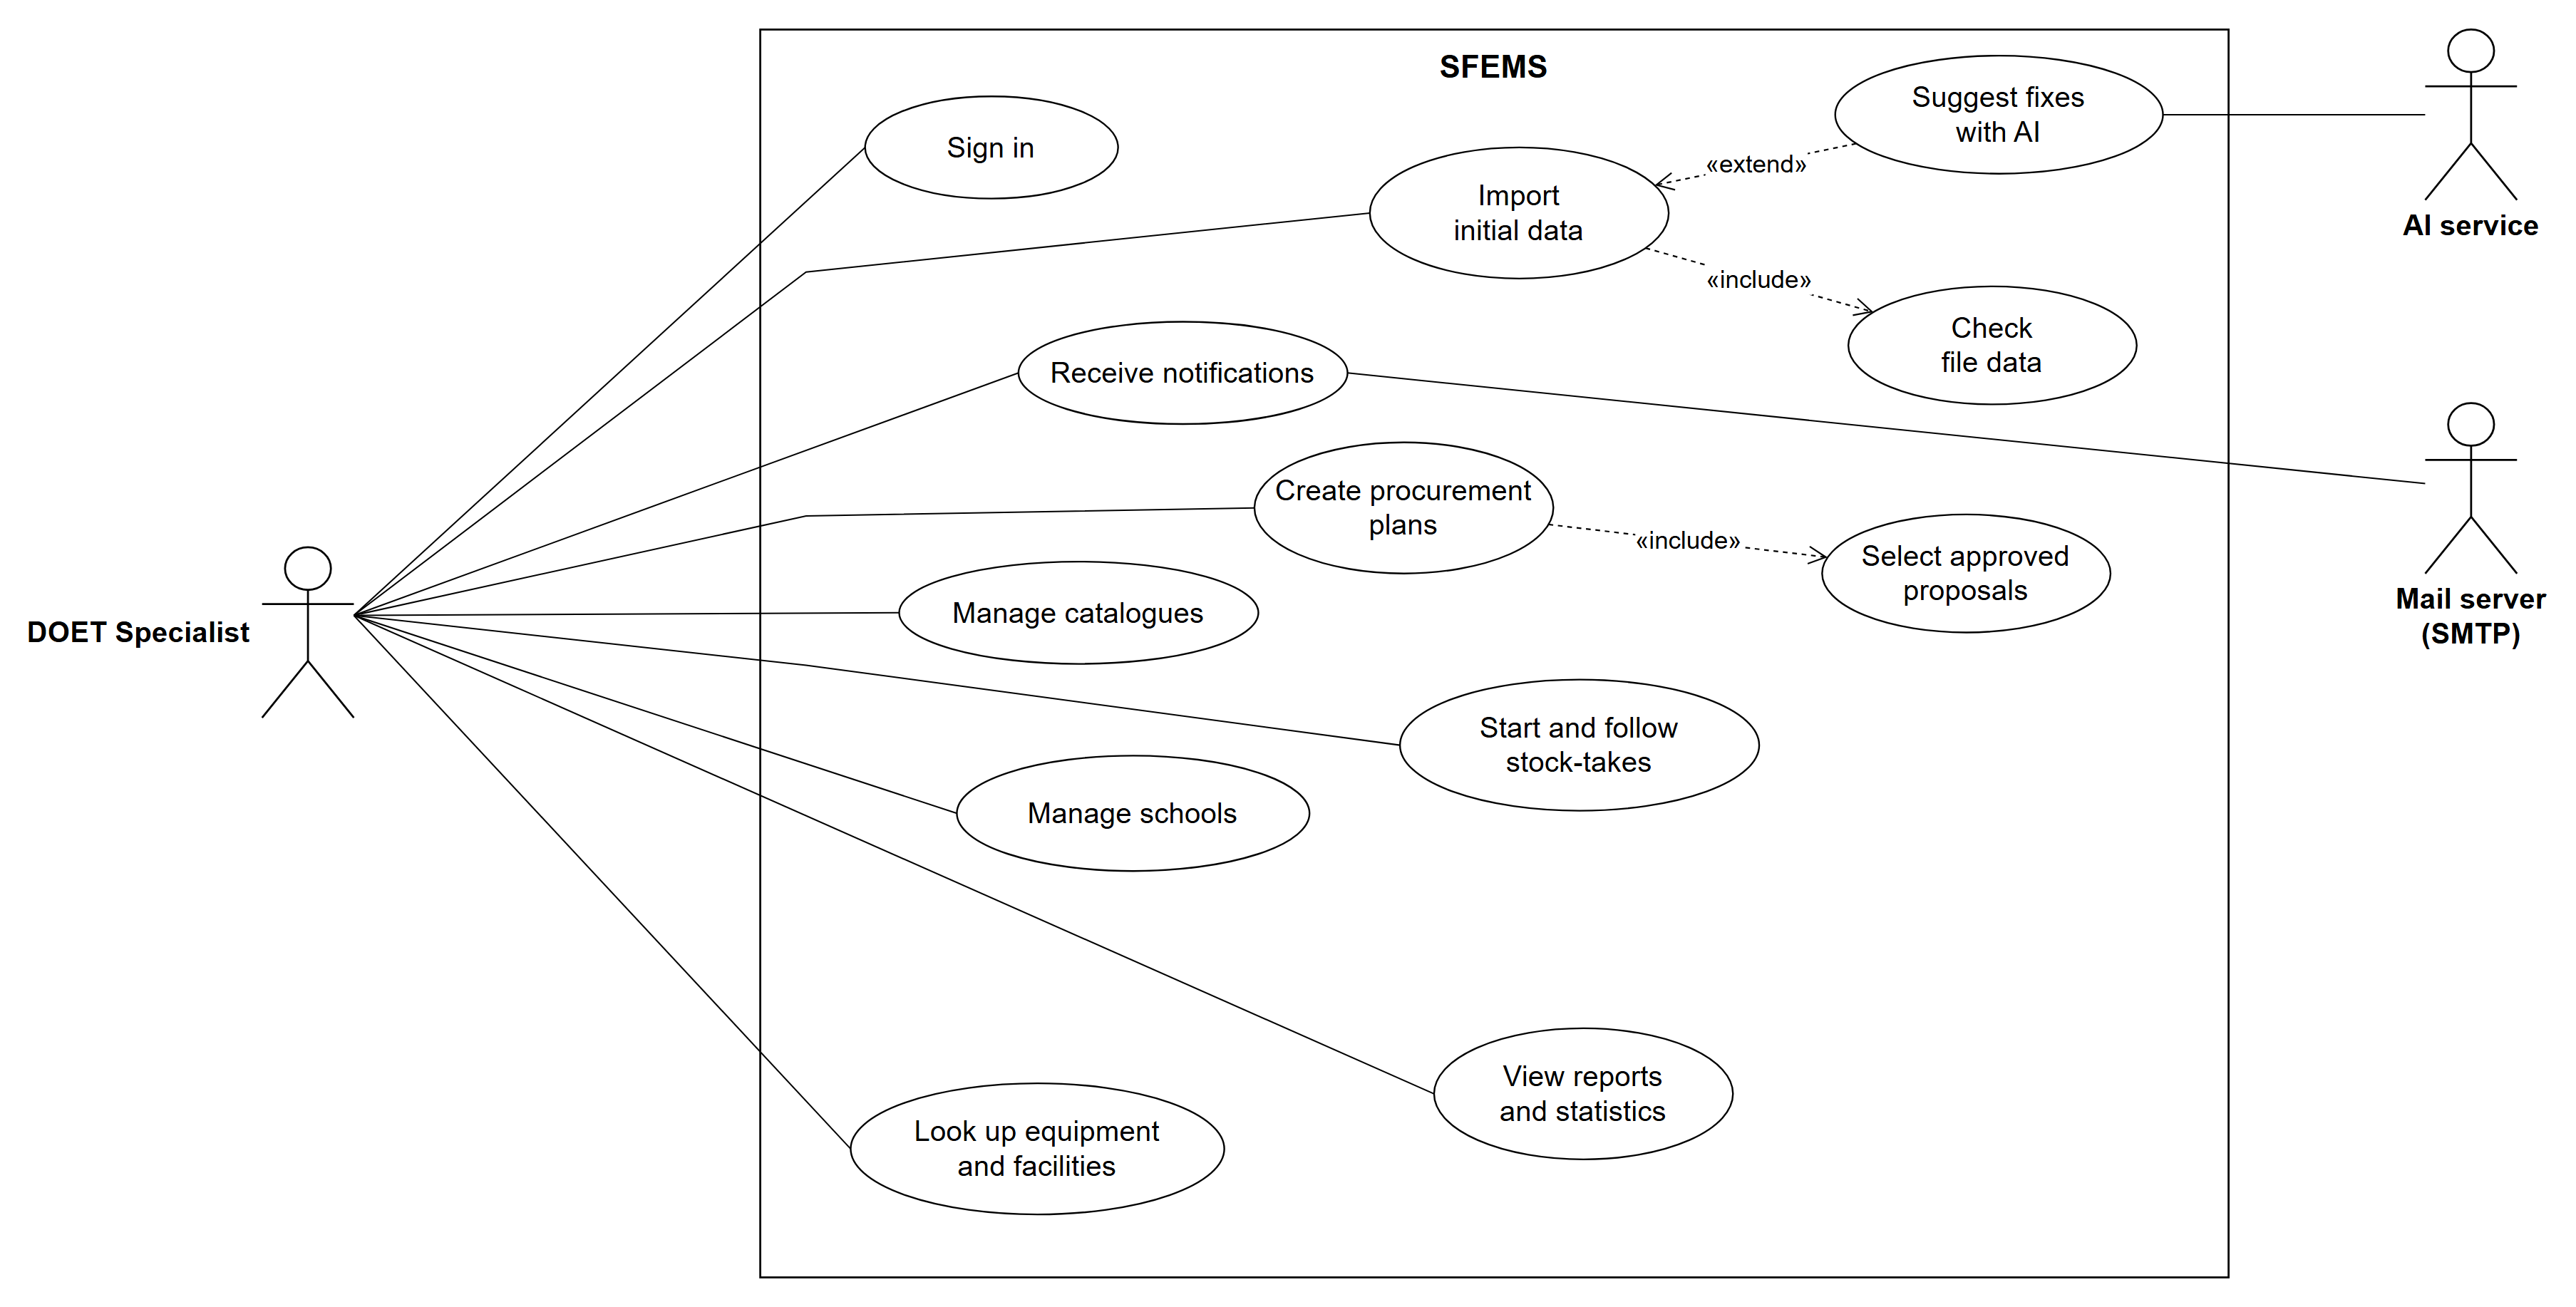 SFEMS
Suggest fixes
with AI
Sign in
«extend»
Import
initial data
AI service
«include»
Check
file data
Receive notifications
Create procurement
plans
«include»
Select approved
proposals
Mail server
(SMTP)
DOET Specialist
Manage catalogues
Start and follow
stock-takes
Manage schools
View reports
and statistics
Look up equipment
and facilities